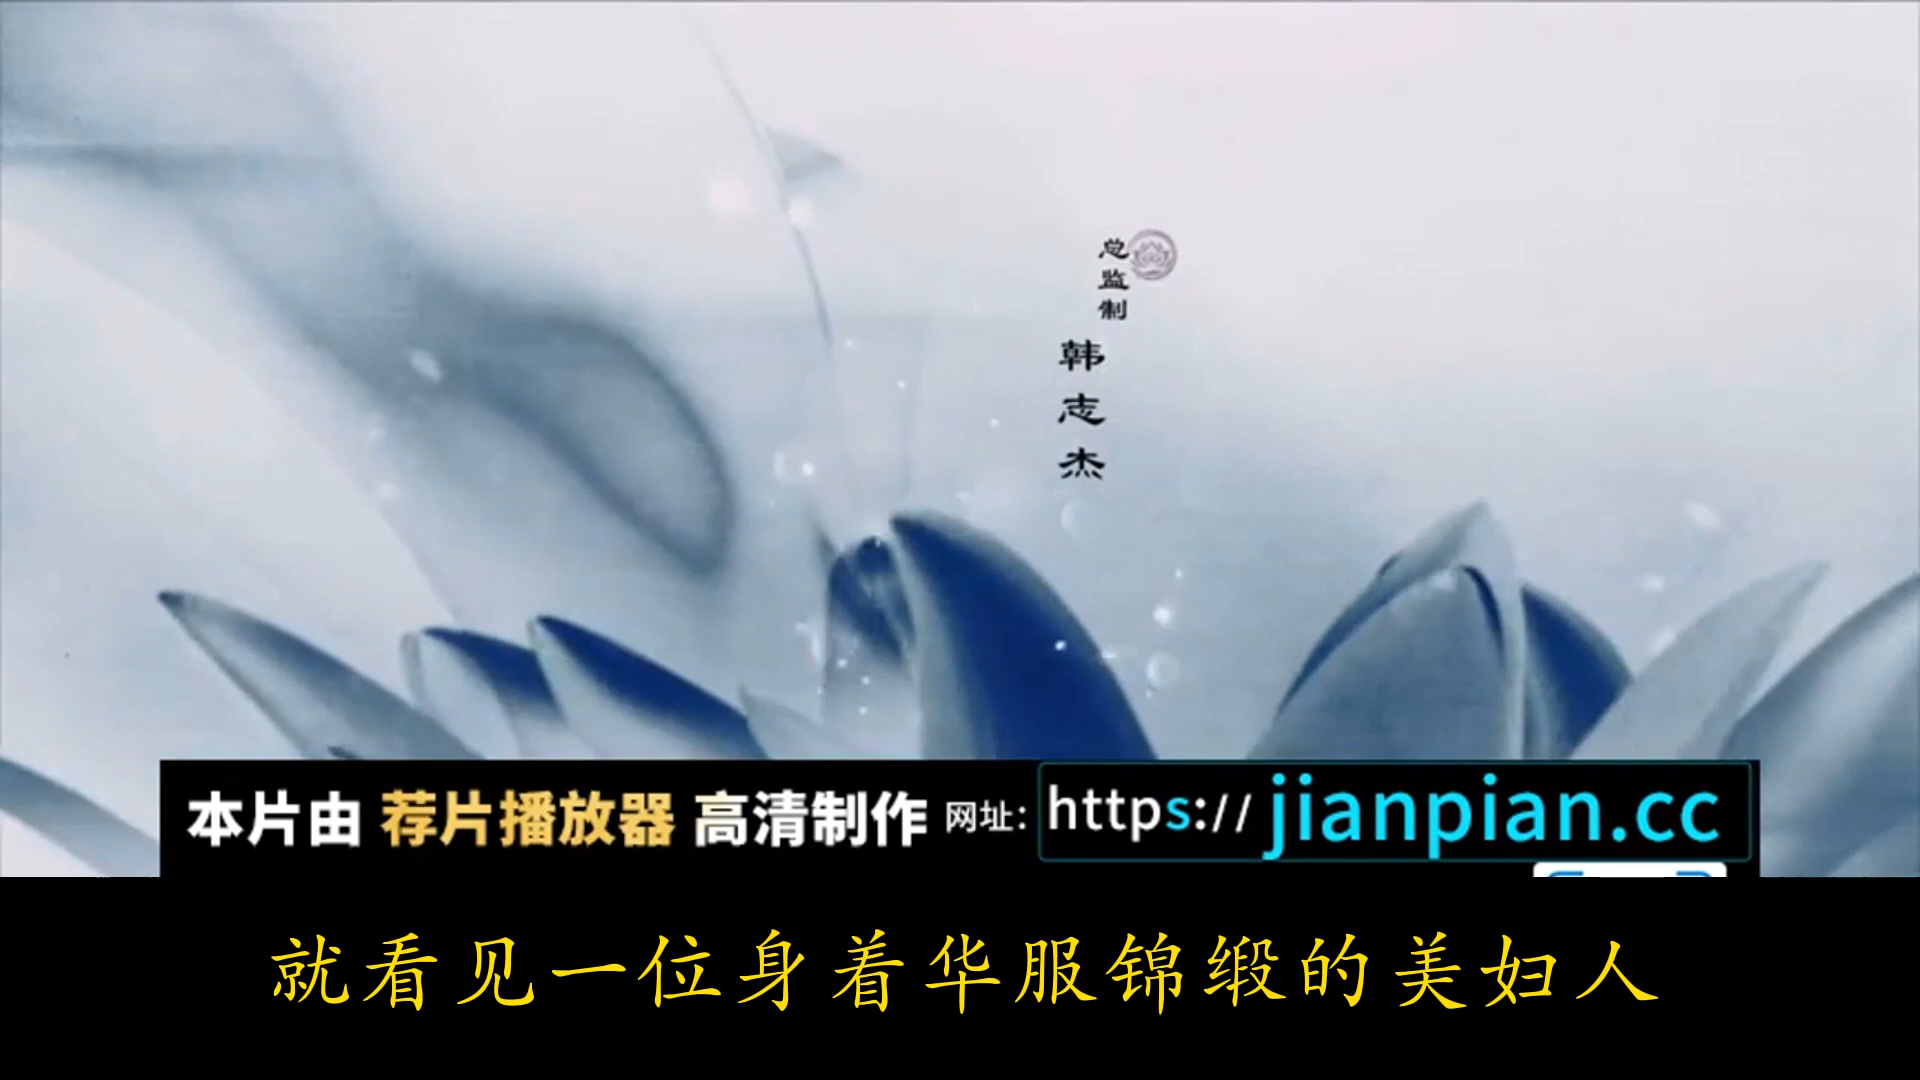 总监制
韩志杰
本片由 荐片播放器 高清制作 网址: https://jianpian.cc
就看见一位身着华服锦缎的美妇人